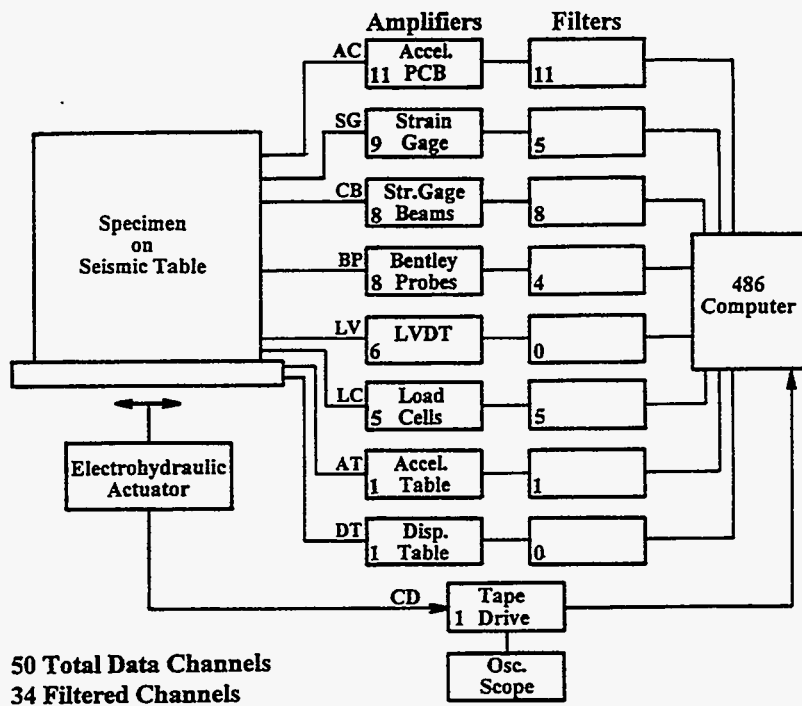 Amplifiers Filters
AC Accel. 11 PCB 11
SG Strain 9 Gage 5
CB Str.Gage 8 Beams 8
Specimen
on
Seismic Table
BP Bentley 8 Probes 4
486
Computer
LV LVDT 6 0
LC Load 5 Cells 5
Electrohydraulic
Actuator
AT Accel. 1 Table 1
DT Disp. 1 Table 0
CD Tape 1 Drive
Osc.
Scope
50 Total Data Channels
34 Filtered Channels